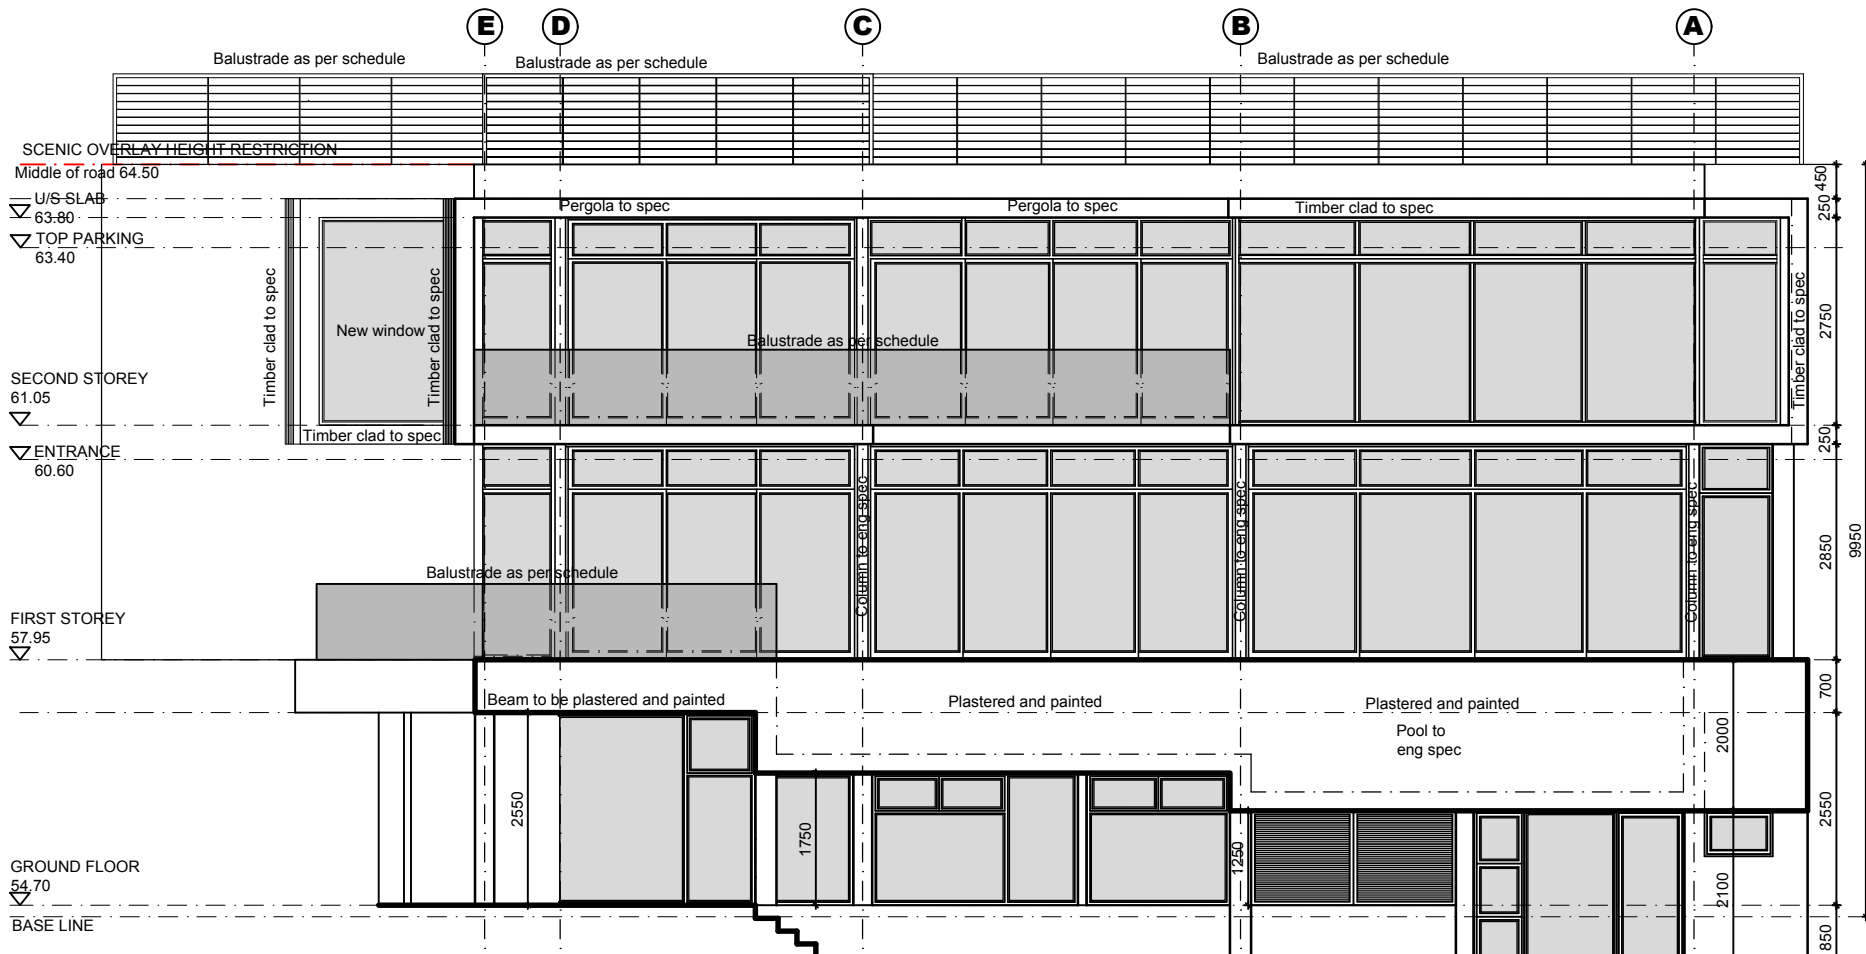 E
D
C
B
A
Balustrade as per schedule
Balustrade as per schedule
Balustrade as per schedule
SCENIC OVERLAY HEIGHT RESTRICTION
Middle of road 64.50
U/S SLAB
63.80
TOP PARKING
63.40
Pergola to spec
Pergola to spec
Timber clad to spec
450
250
Timber clad to spec
New window
Timber clad to spec
Balustrade as per schedule
Timber clad to spec
2750
SECOND STOREY
61.05
Timber clad to spec
250
ENTRANCE
60.60
Column to eng spec
Column to eng spec
Column to eng spec
2850
9950
Balustrade as per schedule
FIRST STOREY
57.95
Beam to be plastered and painted
Plastered and painted
Plastered and painted
Pool to
eng spec
700
2000
2550
1750
1250
2550
2100
GROUND FLOOR
54.70
BASE LINE
850